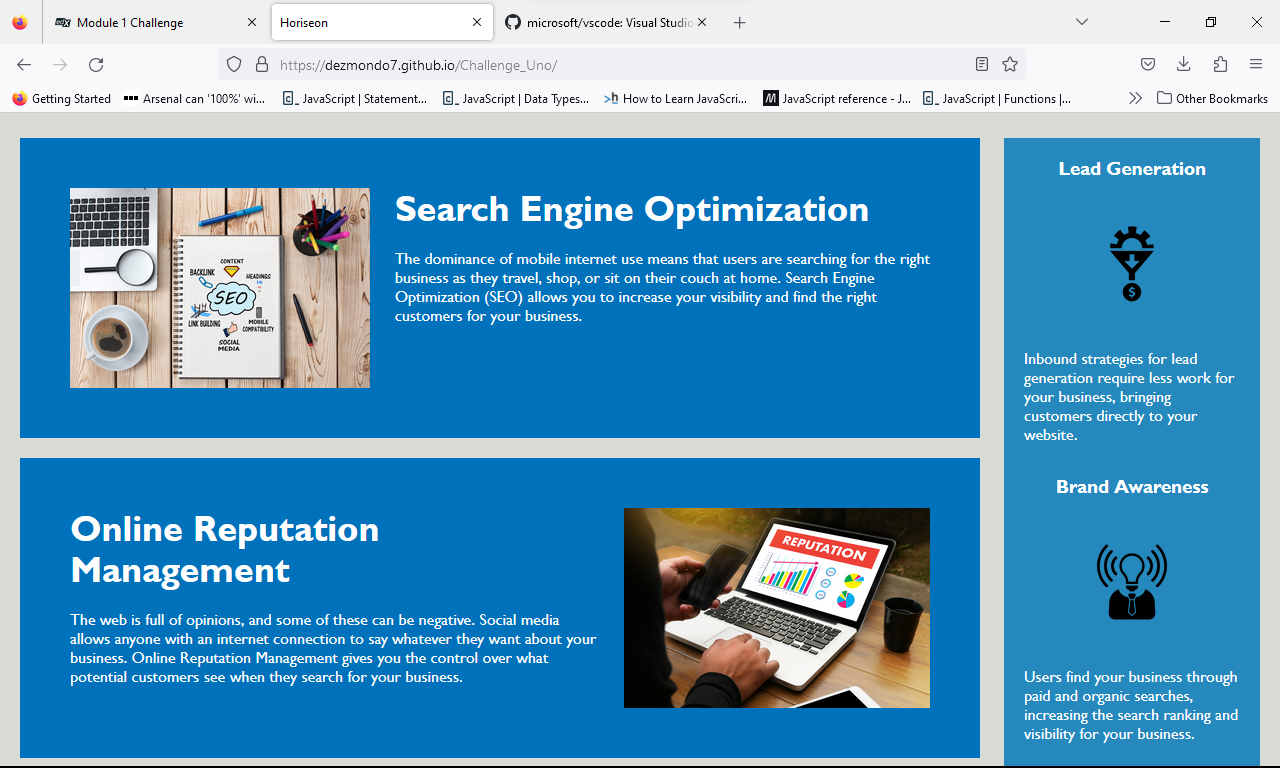 Module 1 Challenge
Horiseon
microsoft/vscode: Visual Studio
https://dezmondo7.github.io/Challenge_Uno/
Getting Started
Arsenal can '100%' wi...
JavaScript | Statement...
JavaScript | Data Types...
How to Learn JavaScri...
JavaScript reference - J...
JavaScript | Functions |...
Other Bookmarks
Search Engine Optimization
The dominance of mobile internet use means that users are searching for the right
business as they travel, shop, or sit on their couch at home. Search Engine
Optimization (SEO) allows you to increase your visibility and find the right
customers for your business.
CONTENT
BACKLINK
HEADINGS
SEO
LINK BUILDING
MOBILE
COMPATIBILITY
SOCIAL
MEDIA
Online Reputation
Management
The web is full of opinions, and some of these can be negative. Social media
allows anyone with an internet connection to say whatever they want about your
business. Online Reputation Management gives you the control over what
potential customers see when they search for your business.
REPUTATION
Lead Generation
$
Inbound strategies for lead
generation require less work for
your business, bringing
customers directly to your
website.
Brand Awareness
Users find your business through
paid and organic searches,
increasing the search ranking and
visibility for your business.